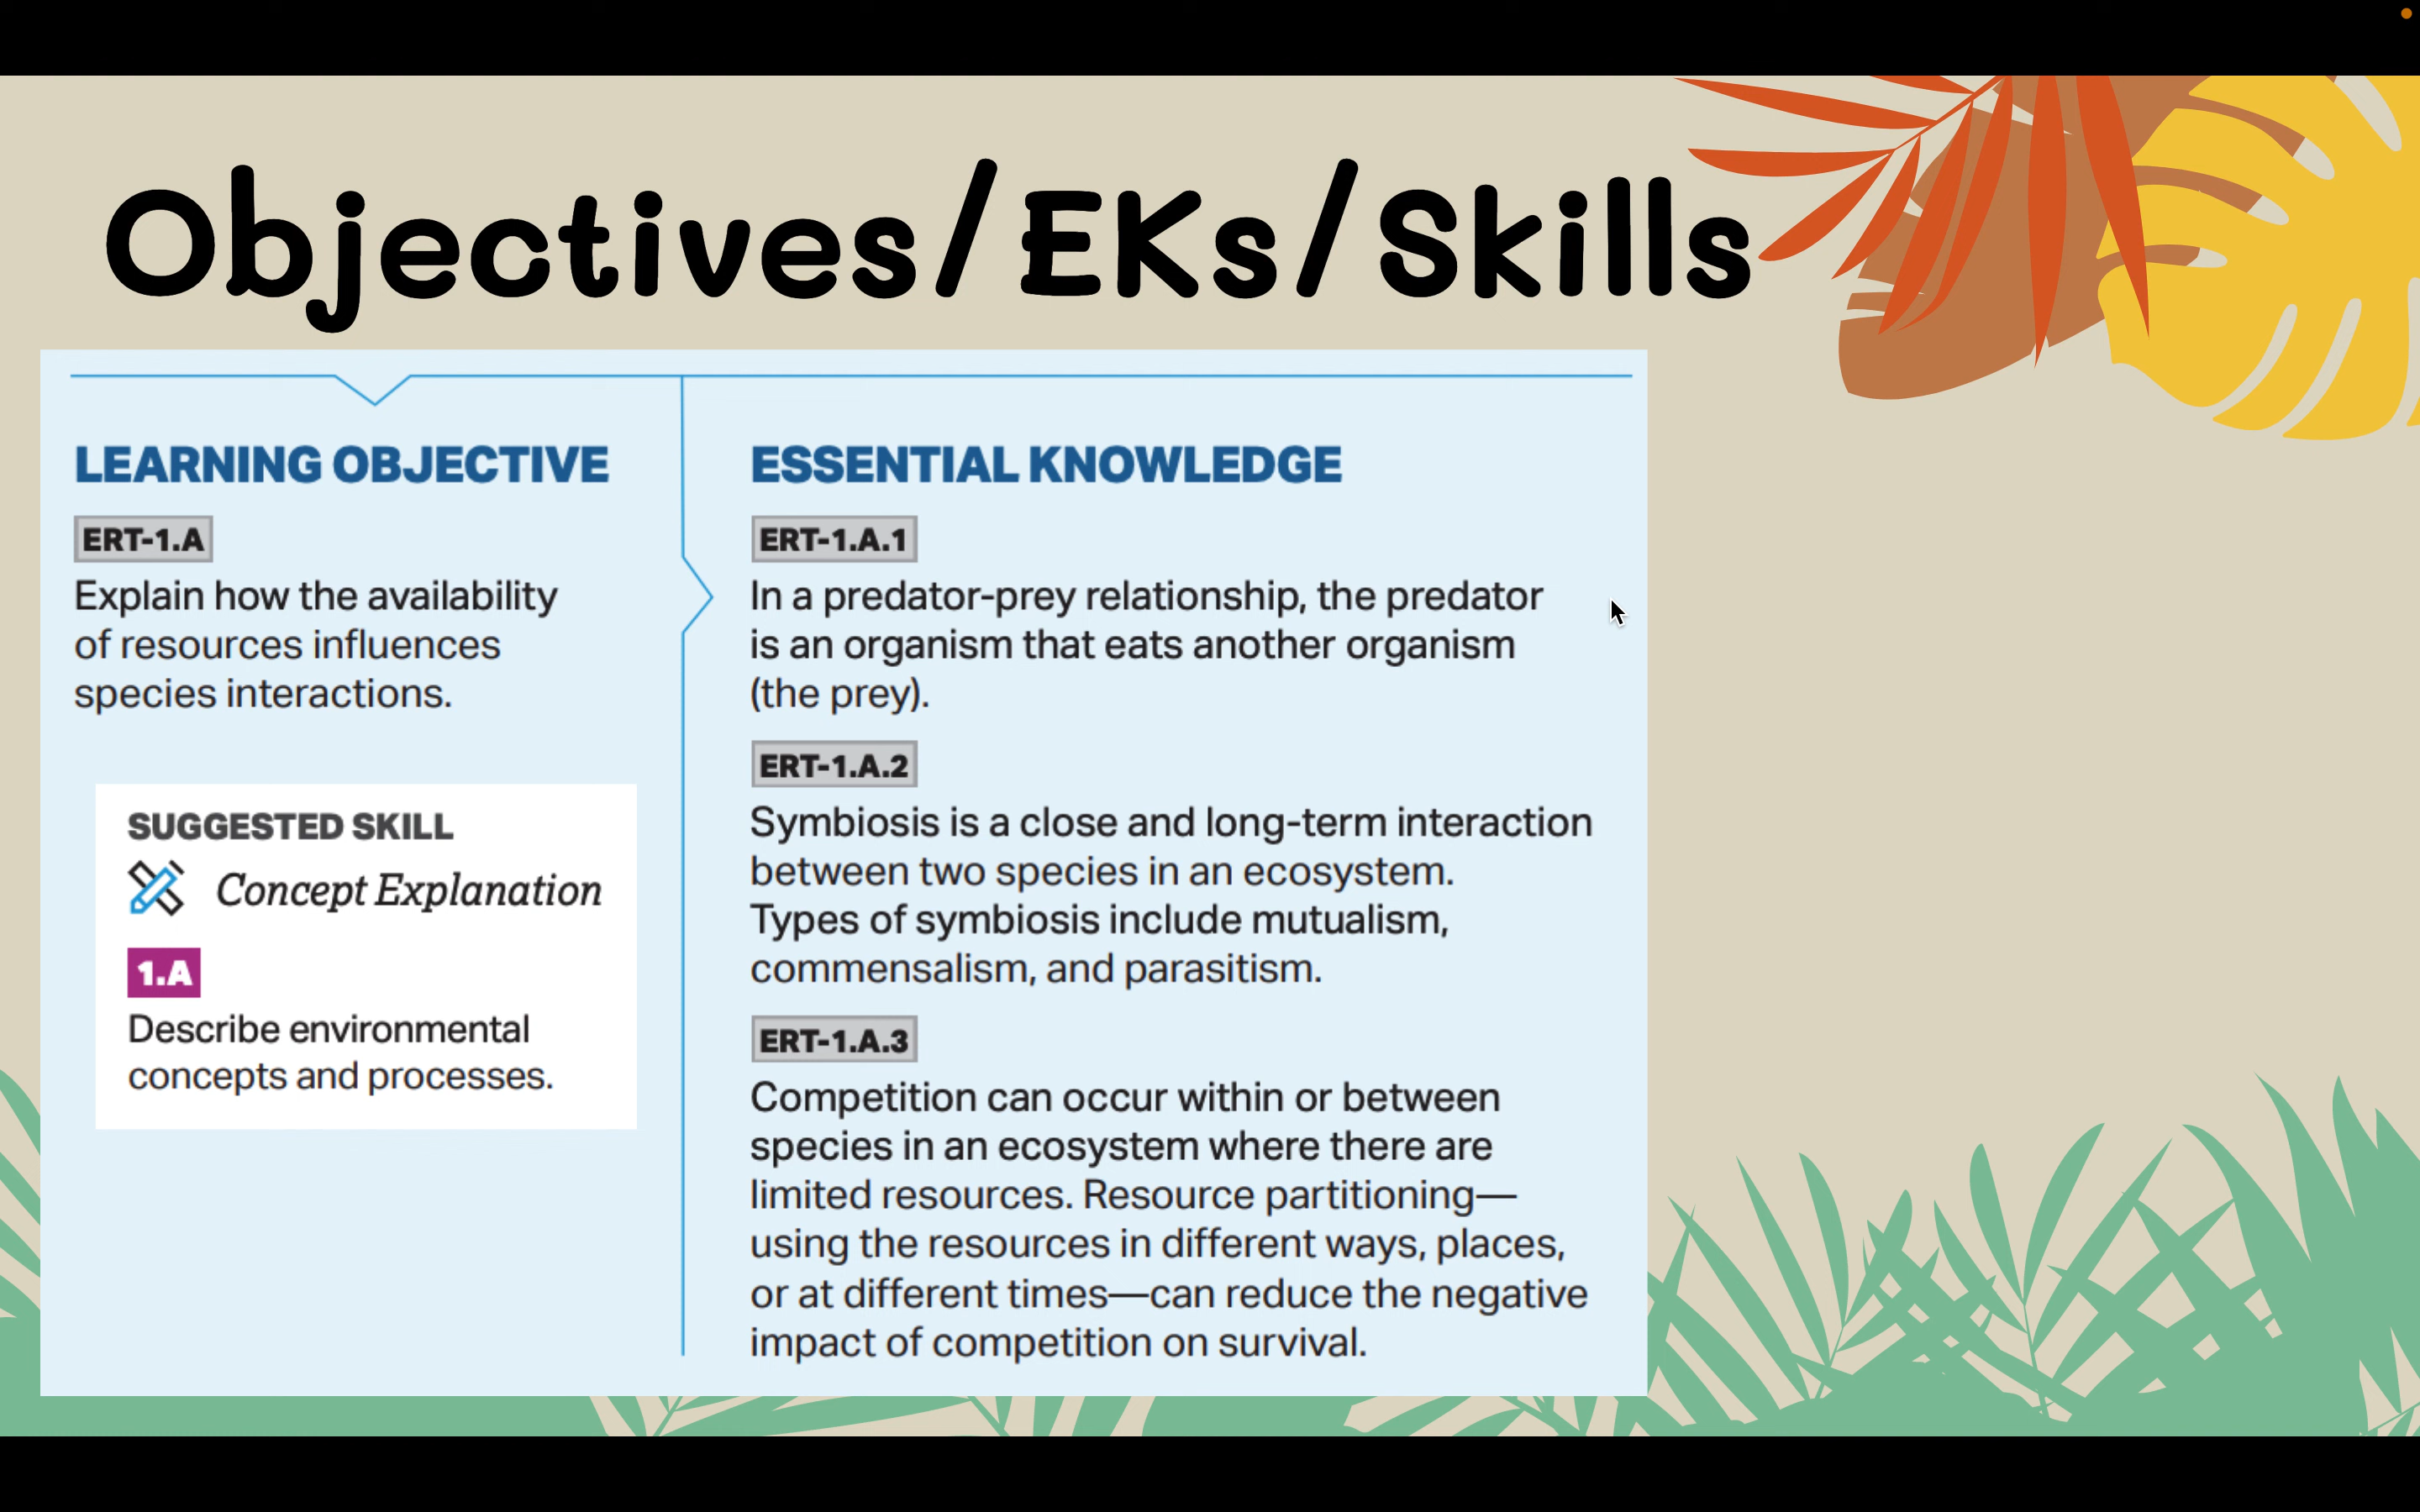 Objectives/EKs/Skills
LEARNING OBJECTIVE
ERT-1.A
Explain how the availability
of resources influences
species interactions.
SUGGESTED SKILL
Concept Explanation
1.A
Describe environmental
concepts and processes.
ESSENTIAL KNOWLEDGE
ERT-1.A.1
In a predator-prey relationship, the predator
is an organism that eats another organism
(the prey).
ERT-1.A.2
Symbiosis is a close and long-term interaction
between two species in an ecosystem.
Types of symbiosis include mutualism,
commensalism, and parasitism.
ERT-1.A.3
Competition can occur within or between
species in an ecosystem where there are
limited resources. Resource partitioning—
using the resources in different ways, places,
or at different times—can reduce the negative
impact of competition on survival.